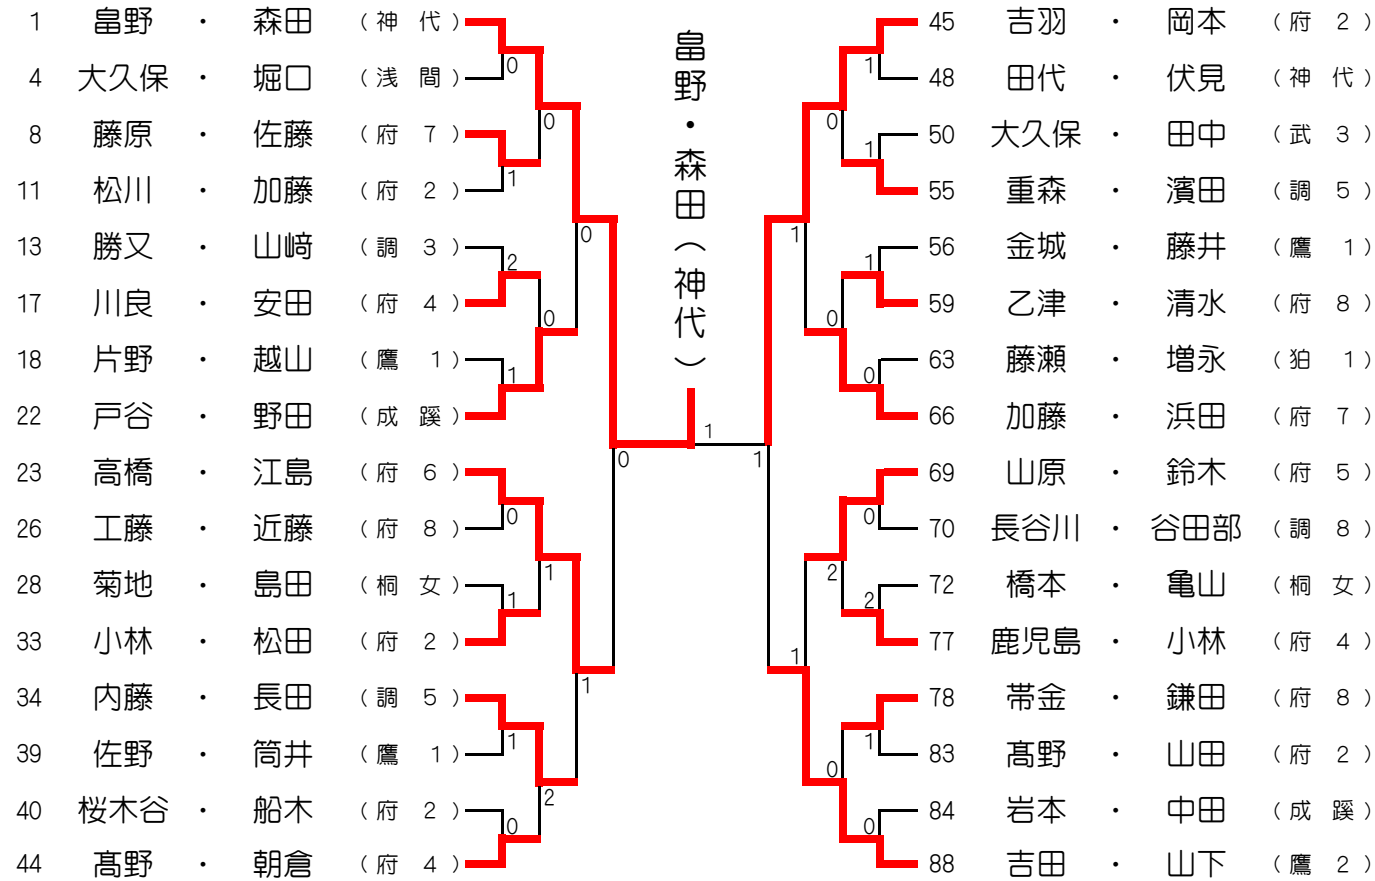 1 畠野 ・ 森田 (神 代)
4 大久保 ・ 堀口 (浅 間)
8 藤原 ・ 佐藤 (府 7)
11 松川 ・ 加藤 (府 2)
13 勝又 ・ 山﨑 (調 3)
17 川良 ・ 安田 (府 4)
18 片野 ・ 越山 (鷹 1)
22 戸谷 ・ 野田 (成 蹊)
23 高橋 ・ 江島 (府 6)
26 工藤 ・ 近藤 (府 8)
28 菊地 ・ 島田 (桐 女)
33 小林 ・ 松田 (府 2)
34 内藤 ・ 長田 (調 5)
39 佐野 ・ 筒井 (鷹 1)
40 桜木谷 ・ 船木 (府 2)
44 髙野 ・ 朝倉 (府 4)
0
1
2
1
0
1
1
0
0
0
1
2
0
1
0
畠野・森田(神代)
1
1
1
1
0
0
2
0
1
1
1
0
0
2
1
0
45 吉羽 ・ 岡本 (府 2)
48 田代 ・ 伏見 (神 代)
50 大久保 ・ 田中 (武 3)
55 重森 ・ 濱田 (調 5)
56 金城 ・ 藤井 (鷹 1)
59 乙津 ・ 清水 (府 8)
63 藤瀬 ・ 増永 (狛 1)
66 加藤 ・ 浜田 (府 7)
69 山原 ・ 鈴木 (府 5)
70 長谷川 ・ 谷田部 (調 8)
72 橋本 ・ 亀山 (桐 女)
77 鹿児島 ・ 小林 (府 4)
78 帯金 ・ 鎌田 (府 8)
83 髙野 ・ 山田 (府 2)
84 岩本 ・ 中田 (成 蹊)
88 吉田 ・ 山下 (鷹 2)